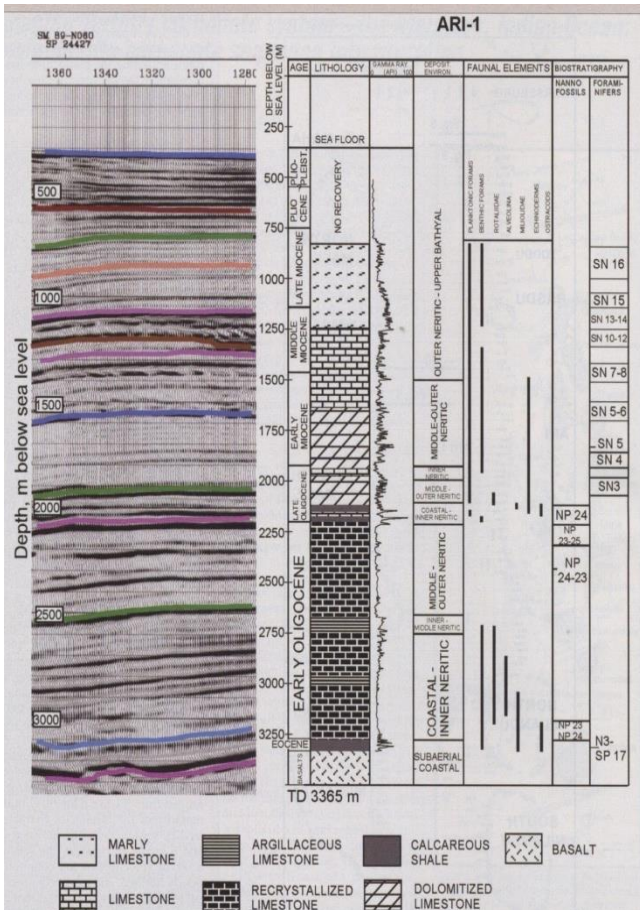 ARI-1
SM 89-N060
SP 24427
1360 1340 1320 1300 1280
Depth, m below sea level
500
1000
1500
2000
2500
3000
DEPTH BELOW
SEA LEVEL (M)
250
500
750
1000
1250
1500
1750
2000
2250
2500
2750
3000
3250
AGE
PLIO-
PLEIST.
PLIO
CENE
LATE MIOCENE
MIDDLE
MIOCENE
EARLY
MIOCENE
LATE
OLIGOCENE
EARLY OLIGOCENE
EOCENE
BASALTS
LITHOLOGY
SEA FLOOR
NO RECOVERY
GAMMA RAY
0 (API) 100
DEPOSIT
ENVIRON.
OUTER NERITIC - UPPER BATHYAL
MIDDLE-OUTER
NERITIC
INNER
NERITIC
MIDDLE -
OUTER NERITIC
COASTAL -
INNER NERITIC
MIDDLE -
OUTER NERITIC
INNER -
MIDDLE NERITIC
COASTAL -
INNER NERITIC
SUBAERIAL
- COASTAL
FAUNAL ELEMENTS
PLANKTONIC FORAMS
BENTHIC FORAMS
ROTALIIDAE
ALVEOLINA
MILIOLIDAE
ECHINODERMS
OSTRACODS
BIOSTRATIGRAPHY
NANNO
FOSSILS
NP 24
NP
23-25
NP
24-23
NP 23
NP 24
FORAMI-
NIFERS
SN 16
SN 15
SN 13-14
SN 10-12
SN 7-8
SN 5-6
SN 5
SN 4
SN3
N3-
SP 17
TD 3365 m
MARLY
LIMESTONE
ARGILLACEOUS
LIMESTONE
CALCAREOUS
SHALE
BASALT
LIMESTONE
RECRYSTALLIZED
LIMESTONE
DOLOMITIZED
LIMESTONE